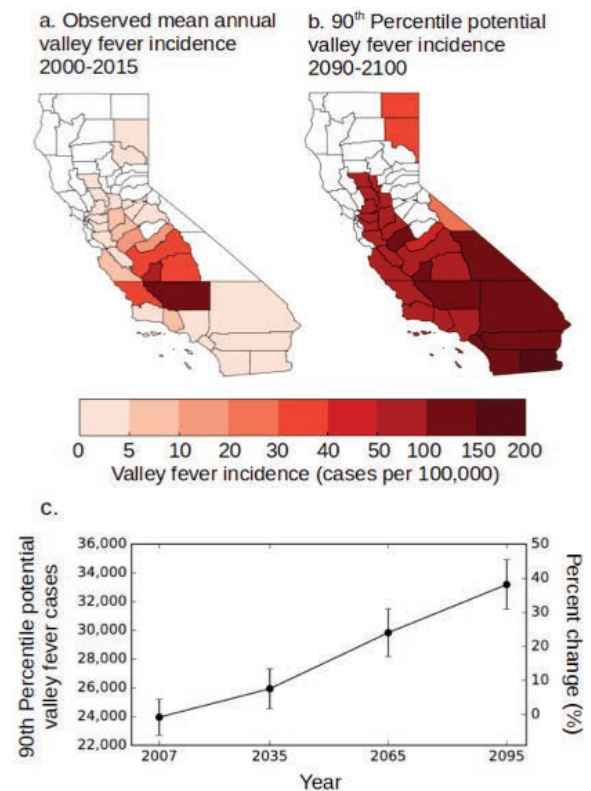 a. Observed mean annual
valley fever incidence
2000-2015
b. 90th Percentile potential
valley fever incidence
2090-2100
0 5 10 20 30 40 50 100 150 200
Valley fever incidence (cases per 100,000)
c.
90th Percentile potential
valley fever cases
36,000
34,000
32,000
30,000
28,000
26,000
24,000
22,000
50
40
30
20
10
0
Percent change (%)
2007 2035 2065 2095
Year